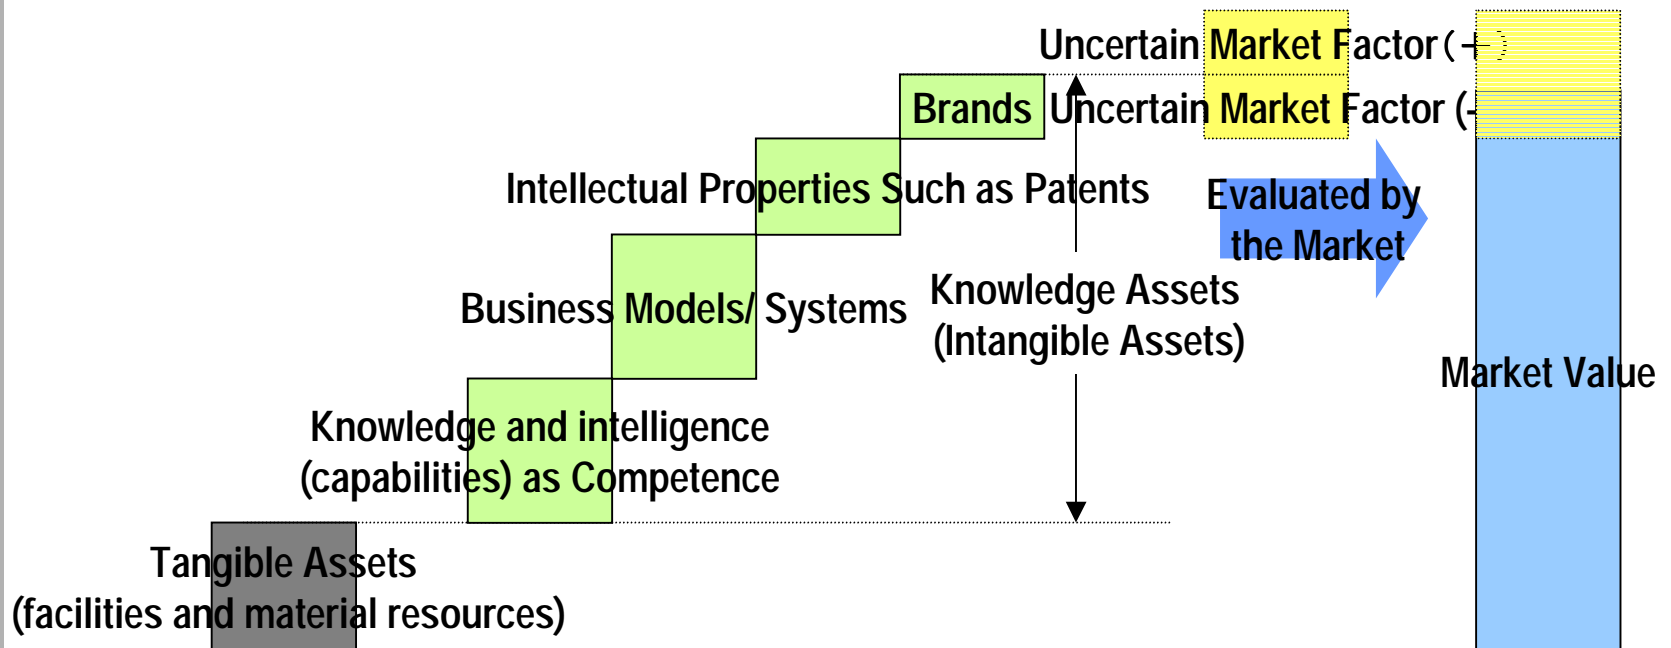 Uncertain Market Factor (+)
Brands
Uncertain Market Factor (-
Intellectual Properties Such as Patents
Evaluated by
the Market
Business Models/ Systems
Knowledge Assets
(Intangible Assets)
Market Value
Knowledge and intelligence
(capabilities) as Competence
Tangible Assets
(facilities and material resources)